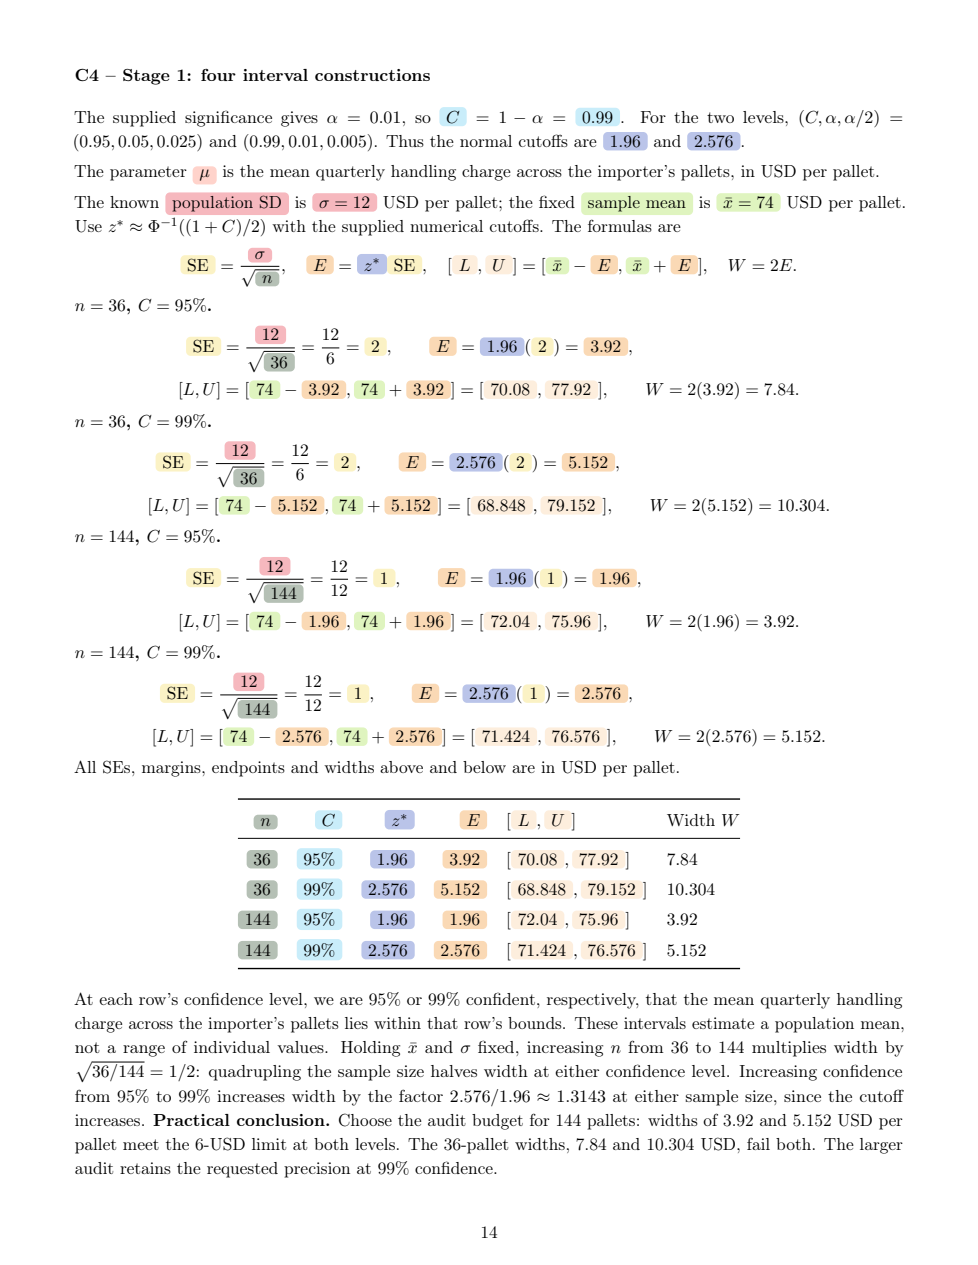 C4 – Stage 1: four interval constructions
The supplied significance gives α = 0.01, so C = 1 − α = 0.99 . For the two levels, (C, α, α/2) =
(0.95, 0.05, 0.025) and (0.99, 0.01, 0.005). Thus the normal cutoffs are 1.96 and 2.576 .
The parameter μ is the mean quarterly handling charge across the importer's pallets, in USD per pallet.
The known population SD is σ = 12 USD per pallet; the fixed sample mean is x̄ = 74 USD per pallet.
Use z* ≈ Φ⁻¹((1 + C)/2) with the supplied numerical cutoffs. The formulas are
SE = σ/√n, E = z* SE , [ L , U ] = [ x̄ − E , x̄ + E ], W = 2E.
n = 36, C = 95%.
SE = 12/√36 = 12/6 = 2 , E = 1.96 ( 2 ) = 3.92 ,
[L, U] = [ 74 − 3.92 , 74 + 3.92 ] = [ 70.08 , 77.92 ], W = 2(3.92) = 7.84.
n = 36, C = 99%.
SE = 12/√36 = 12/6 = 2 , E = 2.576 ( 2 ) = 5.152 ,
[L, U] = [ 74 − 5.152 , 74 + 5.152 ] = [ 68.848 , 79.152 ], W = 2(5.152) = 10.304.
n = 144, C = 95%.
SE = 12/√144 = 12/12 = 1 , E = 1.96 ( 1 ) = 1.96 ,
[L, U] = [ 74 − 1.96 , 74 + 1.96 ] = [ 72.04 , 75.96 ], W = 2(1.96) = 3.92.
n = 144, C = 99%.
SE = 12/√144 = 12/12 = 1 , E = 2.576 ( 1 ) = 2.576 ,
[L, U] = [ 74 − 2.576 , 74 + 2.576 ] = [ 71.424 , 76.576 ], W = 2(2.576) = 5.152.
All SEs, margins, endpoints and widths above and below are in USD per pallet.
n C z* E [ L , U ] Width W
36 95% 1.96 3.92 [ 70.08 , 77.92 ] 7.84
36 99% 2.576 5.152 [ 68.848 , 79.152 ] 10.304
144 95% 1.96 1.96 [ 72.04 , 75.96 ] 3.92
144 99% 2.576 2.576 [ 71.424 , 76.576 ] 5.152
At each row's confidence level, we are 95% or 99% confident, respectively, that the mean quarterly handling
charge across the importer's pallets lies within that row's bounds. These intervals estimate a population mean,
not a range of individual values. Holding x̄ and σ fixed, increasing n from 36 to 144 multiplies width by
√36/144 = 1/2: quadrupling the sample size halves width at either confidence level. Increasing confidence
from 95% to 99% increases width by the factor 2.576/1.96 ≈ 1.3143 at either sample size, since the cutoff
increases. Practical conclusion. Choose the audit budget for 144 pallets: widths of 3.92 and 5.152 USD per
pallet meet the 6-USD limit at both levels. The 36-pallet widths, 7.84 and 10.304 USD, fail both. The larger
audit retains the requested precision at 99% confidence.
14